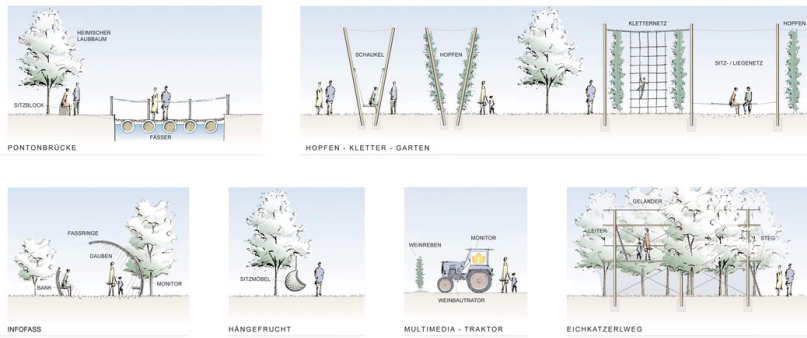 HEIMISCHER
LAUBBAUM
SITZBLOCK
FÄSSER
PONTONBRÜCKE
SCHAUKEL
HOPFEN
KLETTERNETZ
HOPFEN
SITZ- / LIEGENETZ
HOPFEN - KLETTER - GARTEN
FASSRINGE
DAUBEN
BANK
MONITOR
INFOFASS
SITZMÖBEL
HÄNGEFRUCHT
WEINREBEN
MONITOR
WEINBAUTRATOR
MULTIMEDIA - TRAKTOR
GELÄNDER
LEITER
STEG
EICHKATZERLWEG